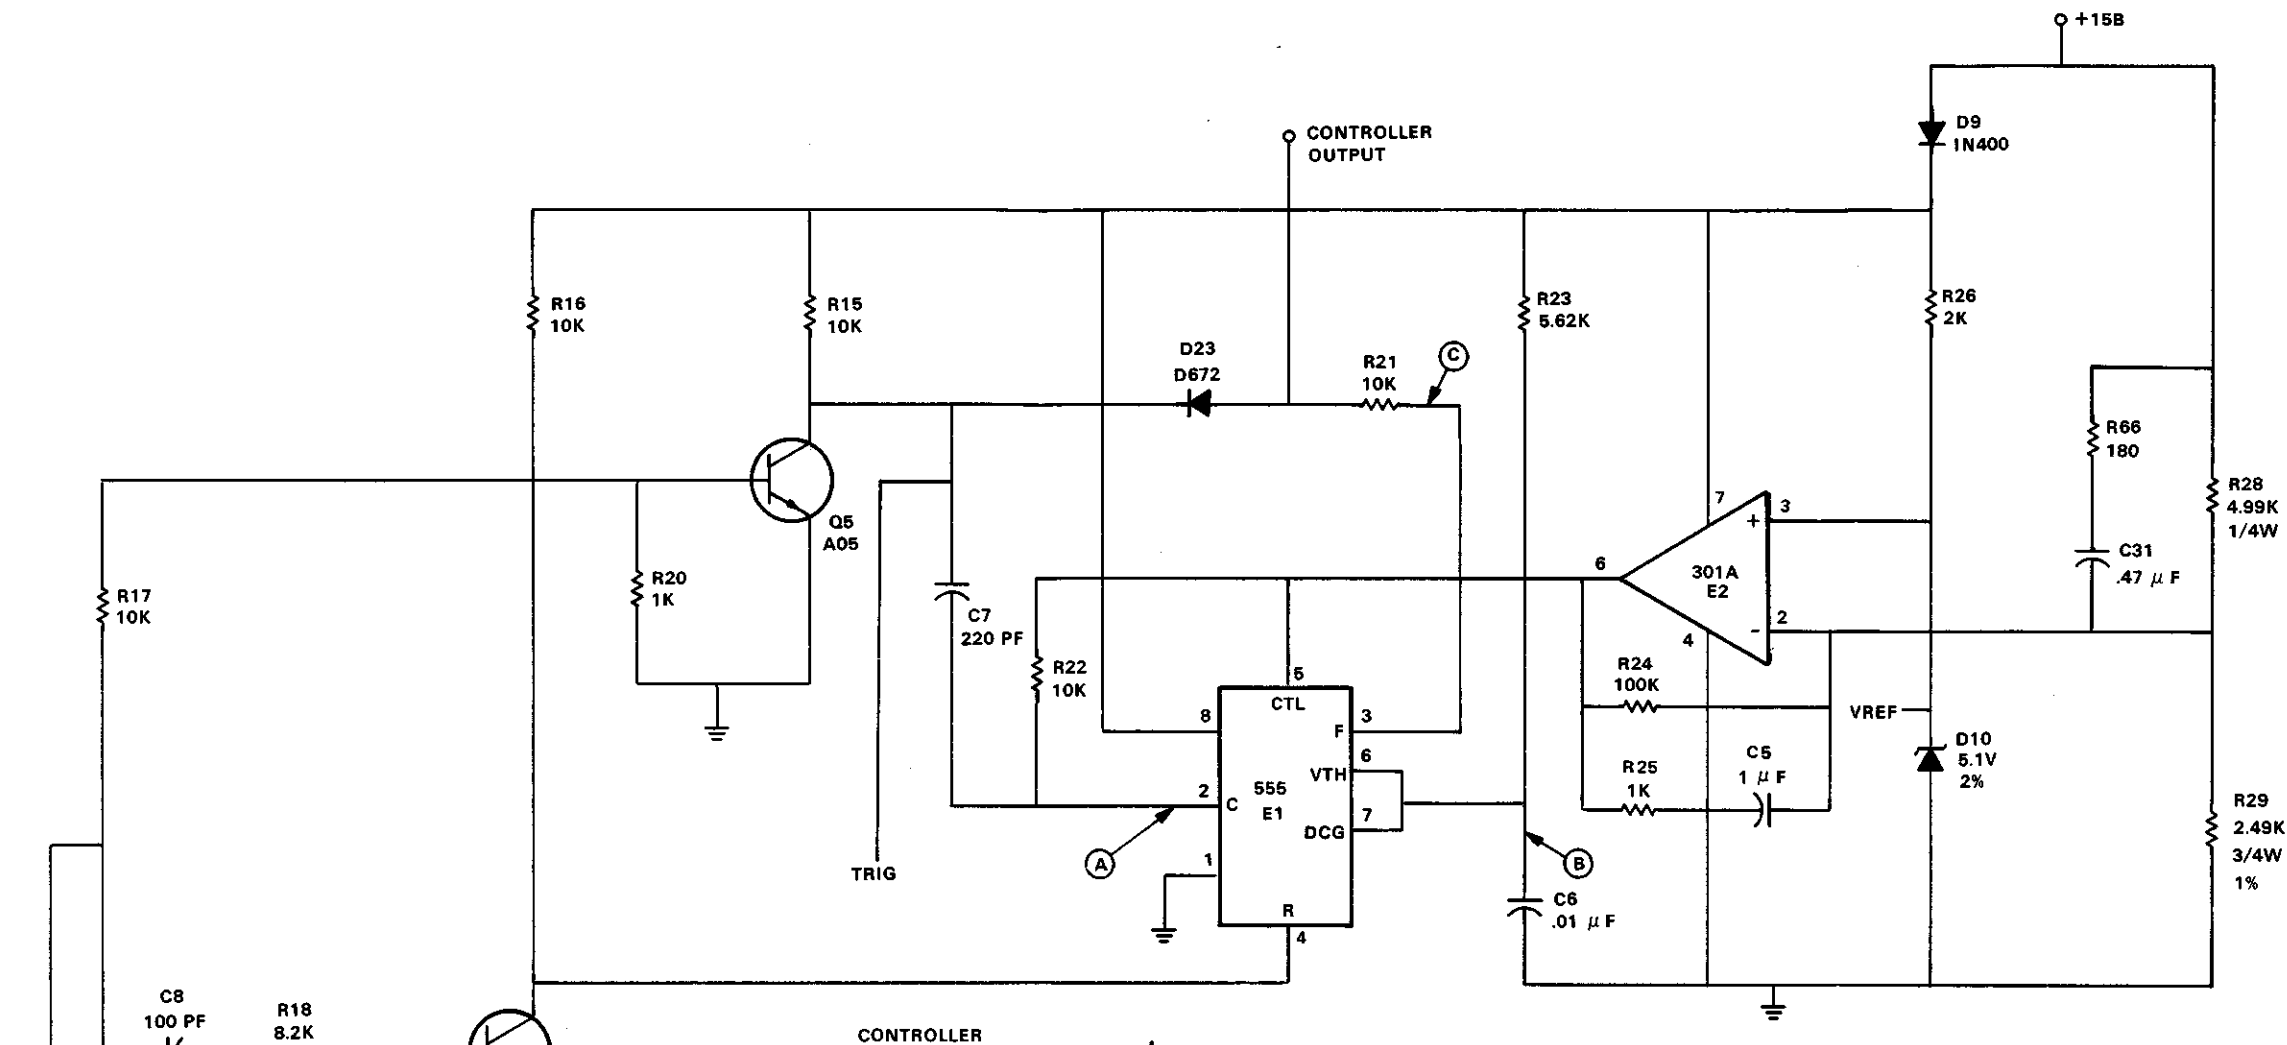 +15B
D9
1N400
CONTROLLER
OUTPUT
R16
10K
R15
10K
R23
5.62K
R26
2K
D23
D672
R21
10K
C
R66
180
R28
4.99K
1/4W
Q5
A05
7
3
+
6
301A
E2
2
-
4
C31
.47 μF
R17
10K
R20
1K
C7
220 PF
R22
10K
R24
100K
VREF
D10
5.1V
2%
R25
1K
C5
1 μF
5
CTL
8
3
F
6
VTH
2
C
555
E1
7
DCG
1
R
4
A
B
TRIG
C6
.01 μF
R29
2.49K
3/4W
1%
C8
100 PF
R18
8.2K
CONTROLLER